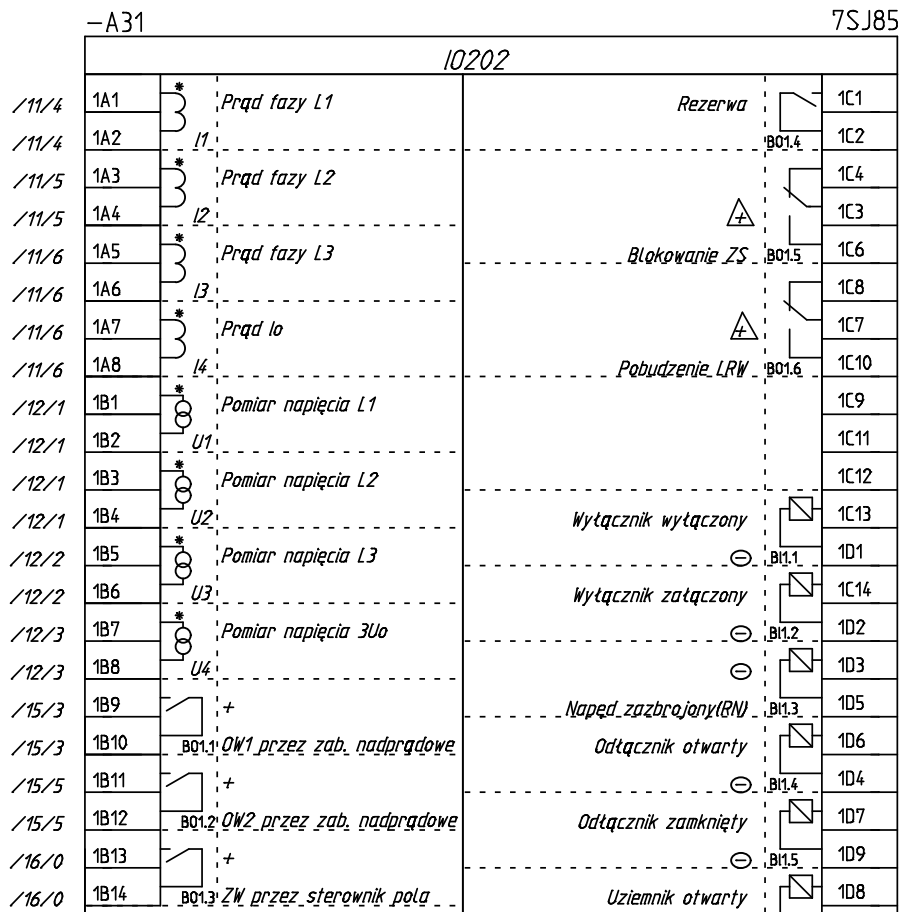 -A31 7SJ85
IO202
/11/4 1A1 * Prąd fazy L1 Rezerwa 1C1
/11/4 1A2 I1 BO1.4 1C2
/11/5 1A3 * Prąd fazy L2 1C4
/11/5 1A4 I2 + 1C3
/11/6 1A5 * Prąd fazy L3 Blokowanie ZS BO1.5 1C6
/11/6 1A6 I3 1C8
/11/6 1A7 * Prąd Io + 1C7
/11/6 1A8 I4 Pobudzenie LRW BO1.6 1C10
/12/1 1B1 * Pomiar napięcia L1 1C9
/12/1 1B2 U1 1C11
/12/1 1B3 * Pomiar napięcia L2 1C12
/12/1 1B4 U2 Wyłącznik wyłączony 1C13
/12/2 1B5 * Pomiar napięcia L3 - BI1.1 1D1
/12/2 1B6 U3 Wyłącznik załączony 1C14
/12/3 1B7 * Pomiar napięcia 3Uo - BI1.2 1D2
/12/3 1B8 U4 - 1D3
/15/3 1B9 + Napęd zazbrojony(RN) BI1.3 1D5
/15/3 1B10 BO1.1 OW1 przez zab. nadprądowe Odłącznik otwarty 1D6
/15/5 1B11 + - BI1.4 1D4
/15/5 1B12 BO1.2 OW2 przez zab. nadprądowe Odłącznik zamknięty 1D7
/16/0 1B13 + - BI1.5 1D9
/16/0 1B14 BO1.3 ZW przez sterownik pola Uziemnik otwarty 1D8